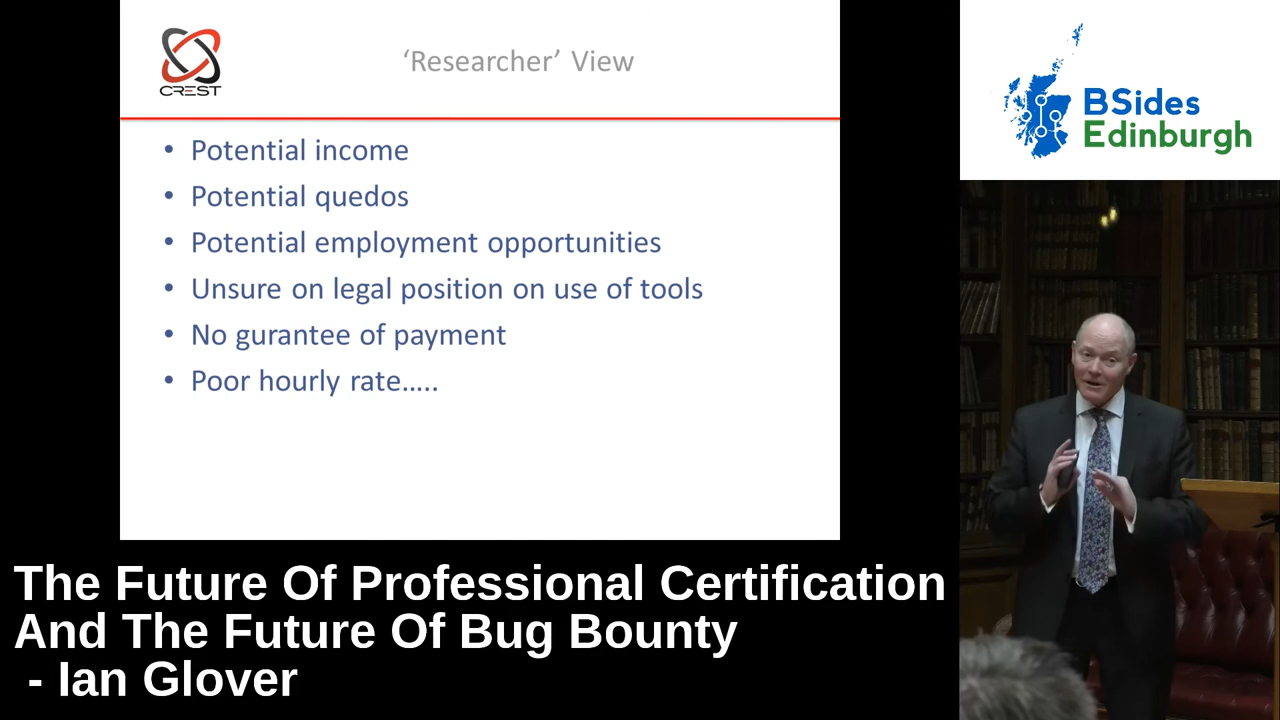 CREST
‘Researcher’ View
• Potential income
• Potential quedos
• Potential employment opportunities
• Unsure on legal position on use of tools
• No gurantee of payment
• Poor hourly rate.....
BSides
Edinburgh
The Future Of Professional Certification
And The Future Of Bug Bounty
- Ian Glover